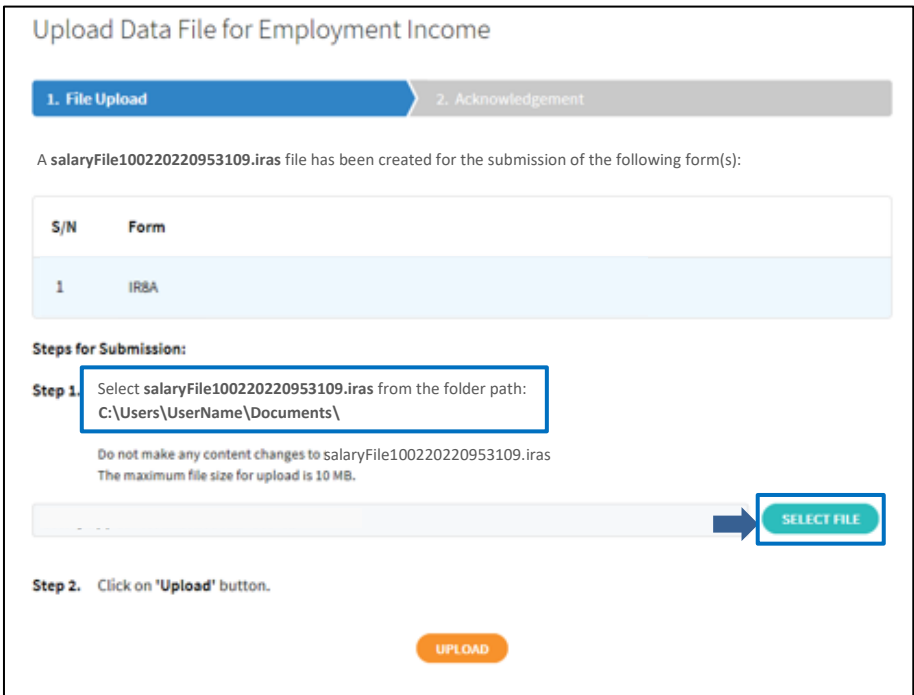 Upload Data File for Employment Income
1. File Upload
2. Acknowledgement
A salaryFile100220220953109.iras file has been created for the submission of the following form(s):
S/N Form
1 IR8A
Steps for Submission:
Step 1. Select salaryFile100220220953109.iras from the folder path:
C:\Users\UserName\Documents\
Do not make any content changes to salaryFile100220220953109.iras
The maximum file size for upload is 10 MB.
SELECT FILE
Step 2. Click on 'Upload' button.
UPLOAD